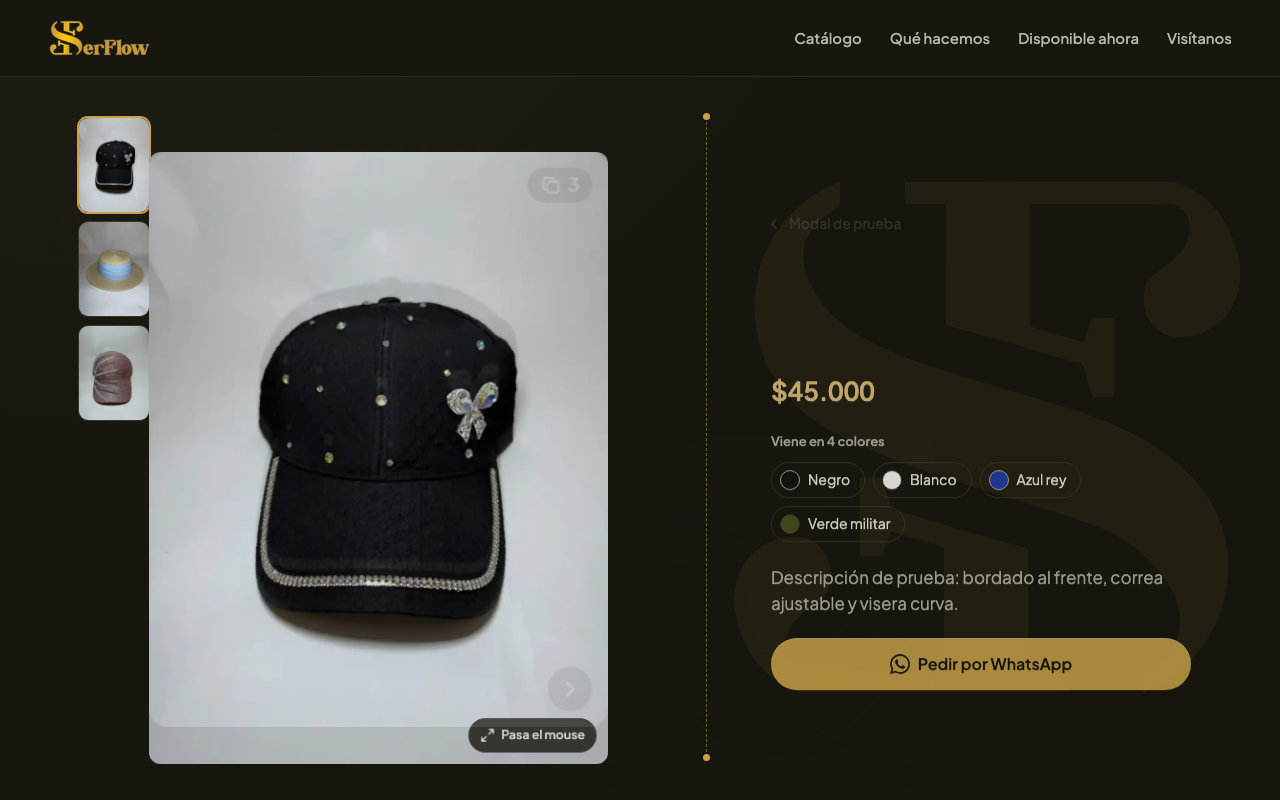 SerFlow
Catálogo
Qué hacemos
Disponible ahora
Visítanos
3
Modal de prueba
$45.000
Viene en 4 colores
Negro
Blanco
Azul rey
Verde militar
Descripción de prueba: bordado al frente, correa
ajustable y visera curva.
Pedir por WhatsApp
Pasa el mouse